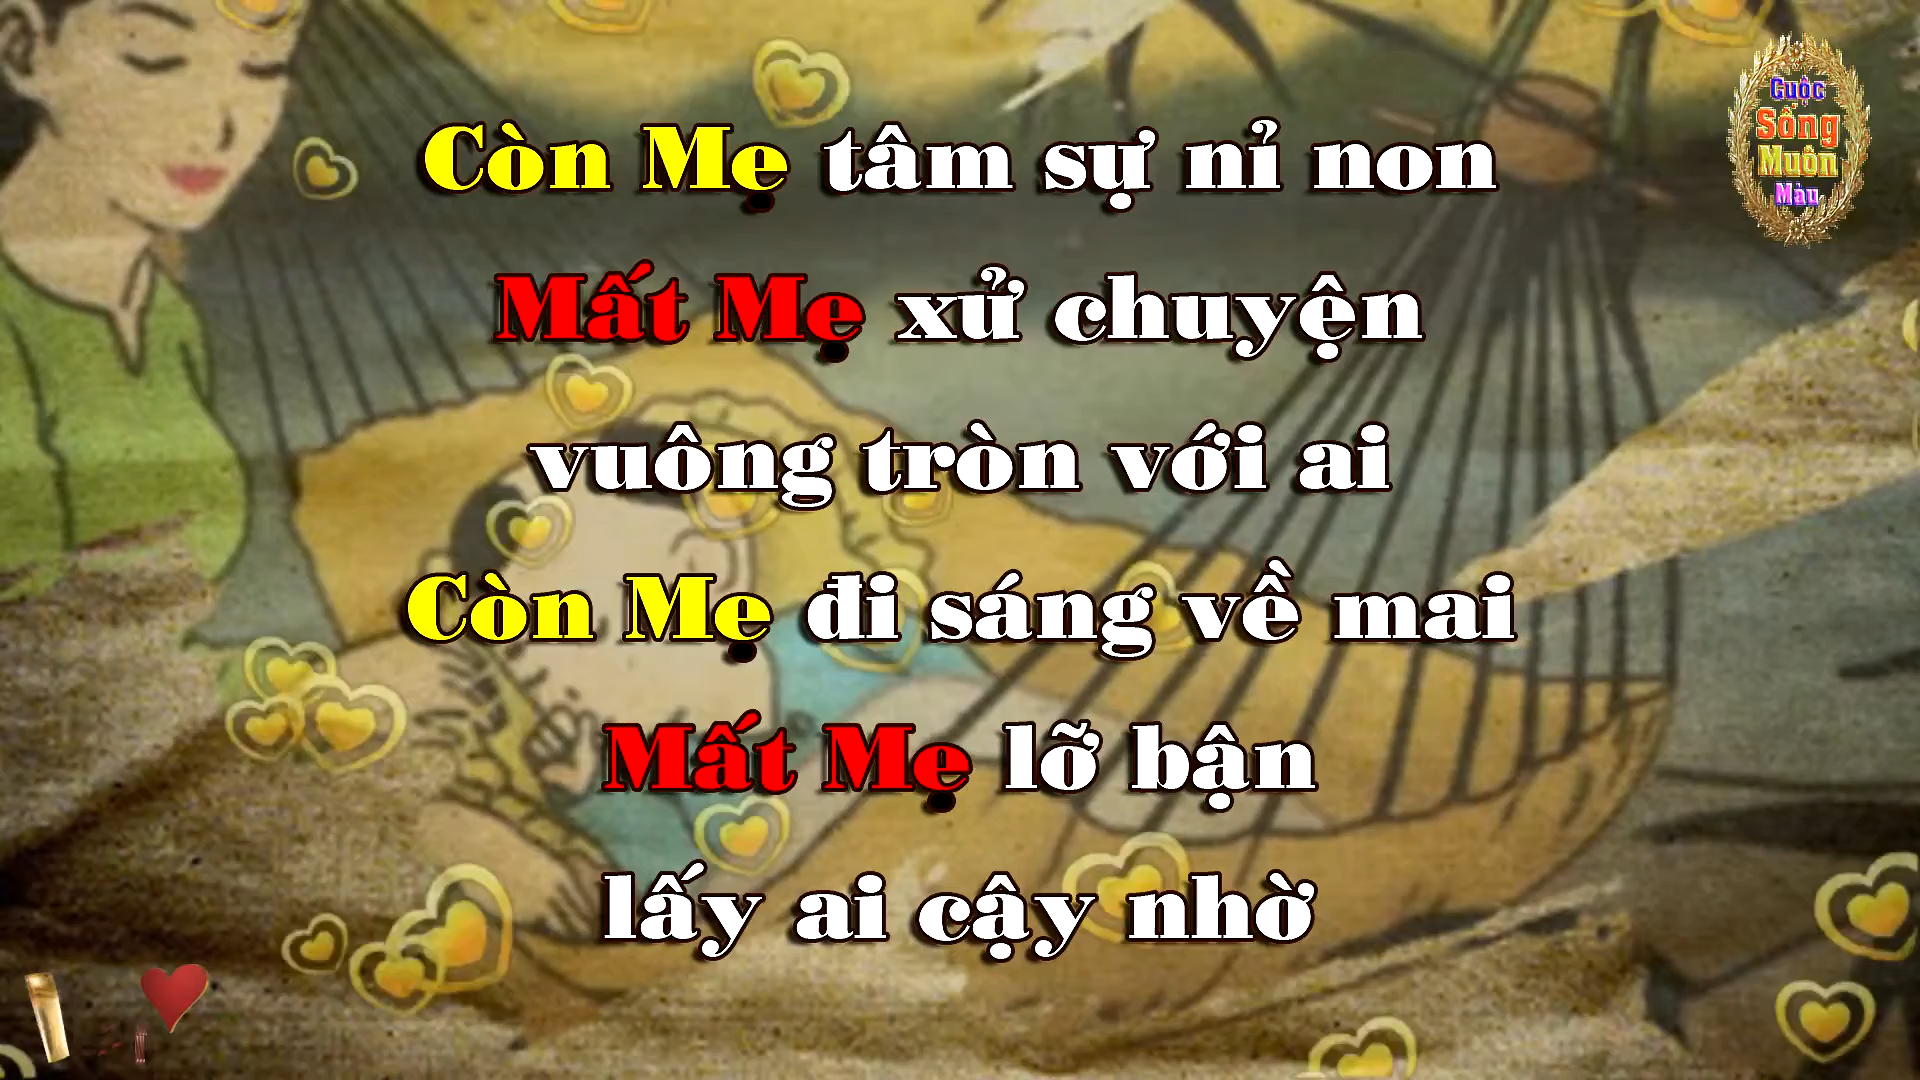 Còn Mẹ tâm sự nỉ non
Mất Mẹ xử chuyện
vuông tròn với ai
Còn Mẹ đi sáng về mai
Mất Mẹ lỡ bận
lấy ai cậy nhờ
Cuộc
Sống
Muôn
Màu